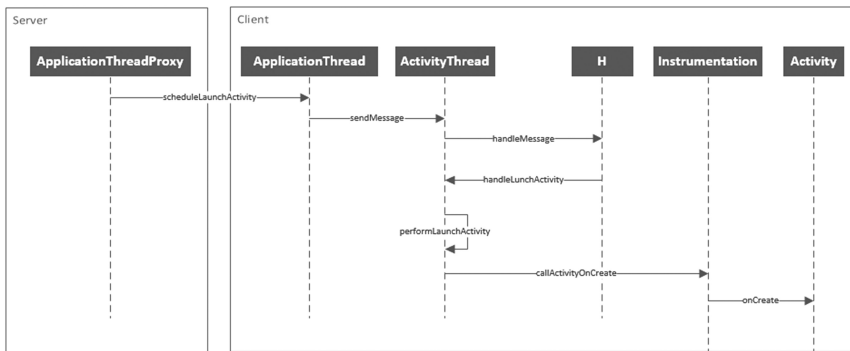 Server
Client
ApplicationThreadProxy
ApplicationThread
ActivityThread
H
Instrumentation
Activity
scheduleLaunchActivity
sendMessage
handleMessage
handleLunchActivity
performLaunchActivity
callActivityOnCreate
onCreate